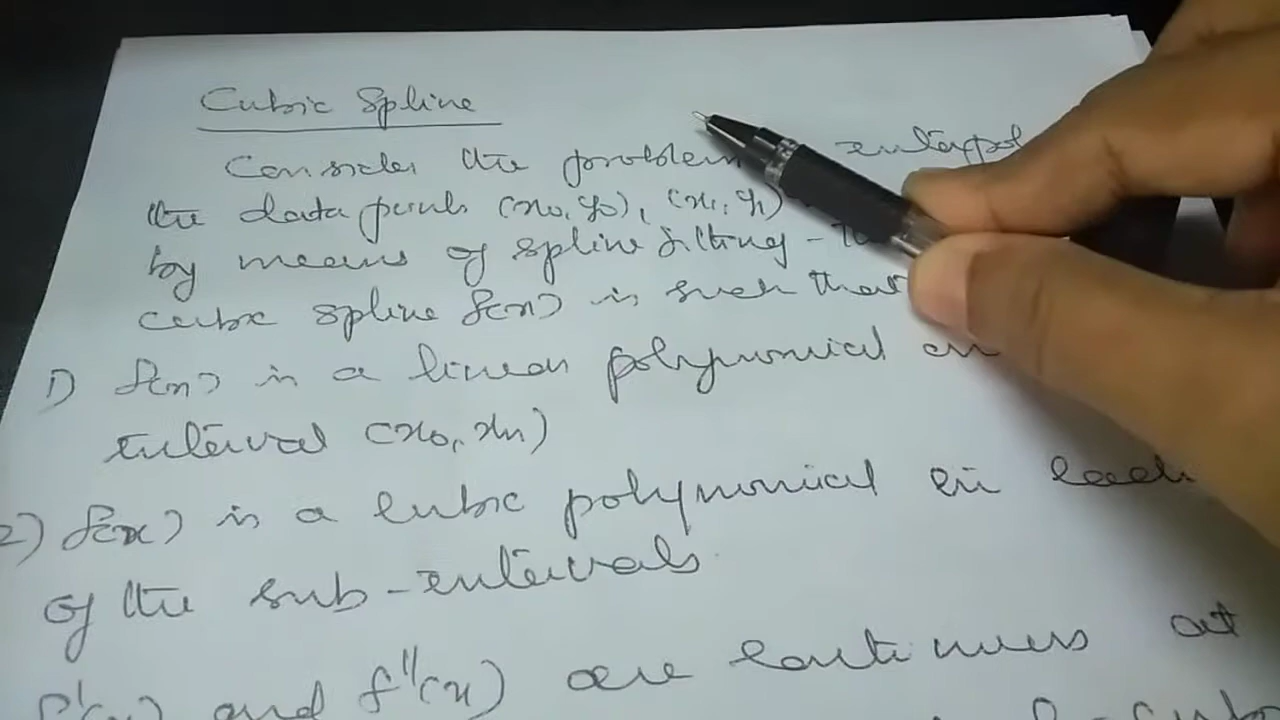 Cubic Spline
Consider the problem interpol
the data points (x0, y0), (x1, y1)
by means of spline fitting -
cubic spline f(x) is such that
1) f(x) is a linear polynomial on
interval (x0, xn)
2) f(x) is a cubic polynomial in each
of the sub-intervals
f'(x) and f''(x) are continuous at